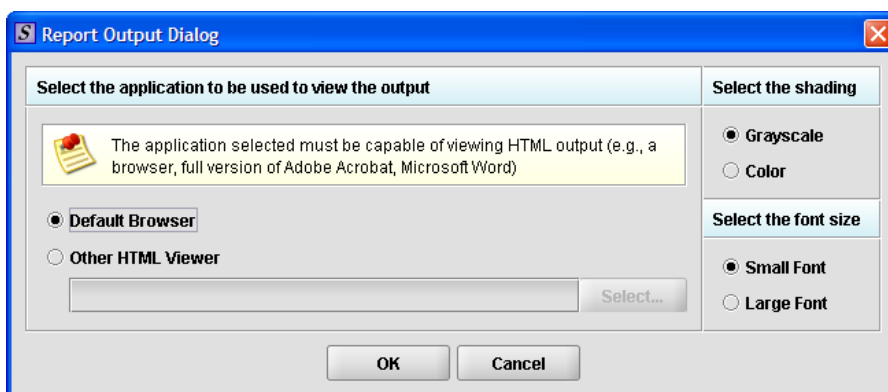 S Report Output Dialog
Select the application to be used to view the output
The application selected must be capable of viewing HTML output (e.g., a
browser, full version of Adobe Acrobat, Microsoft Word)
Default Browser
Other HTML Viewer
Select...
Select the shading
Grayscale
Color
Select the font size
Small Font
Large Font
OK
Cancel